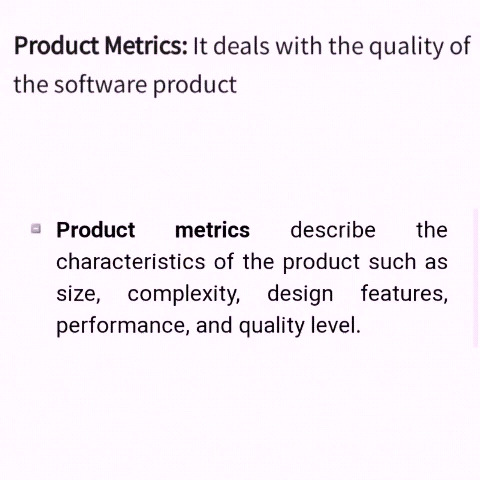 Product Metrics: It deals with the quality of
the software product
Product metrics describe the
characteristics of the product such as
size, complexity, design features,
performance, and quality level.